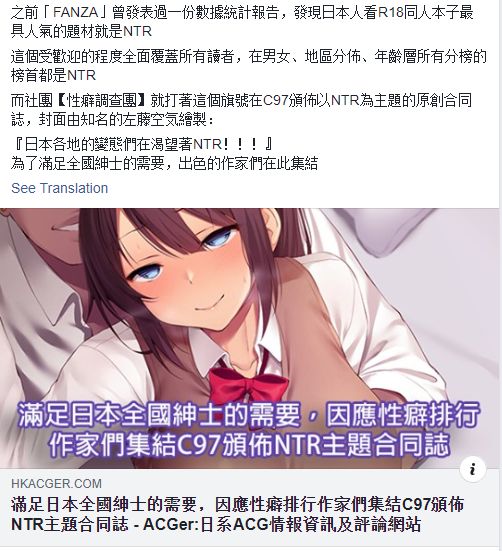 之前「FANZA」曾發表過一份數據統計報告，發現日本人看R18同人本子最
具人氣的題材就是NTR
這個受歡迎的程度全面覆蓋所有讀者，在男女、地區分佈、年齡層所有分榜的
榜首都是NTR
而社團【性癖調查團】就打著這個旗號在C97頒佈以NTR為主題的原創合同
誌，封面由知名的左藤空気繪製：
『日本各地的變態們在渴望著NTR！！！』
為了滿足全國紳士的需要，出色的作家們在此集結
See Translation
滿足日本全國紳士的需要，因應性癖排行
作家們集結C97頒佈NTR主題合同誌
i
HKACGER.COM
滿足日本全國紳士的需要，因應性癖排行作家們集結C97頒佈
NTR主題合同誌 - ACGer:日系ACG情報資訊及評論網站